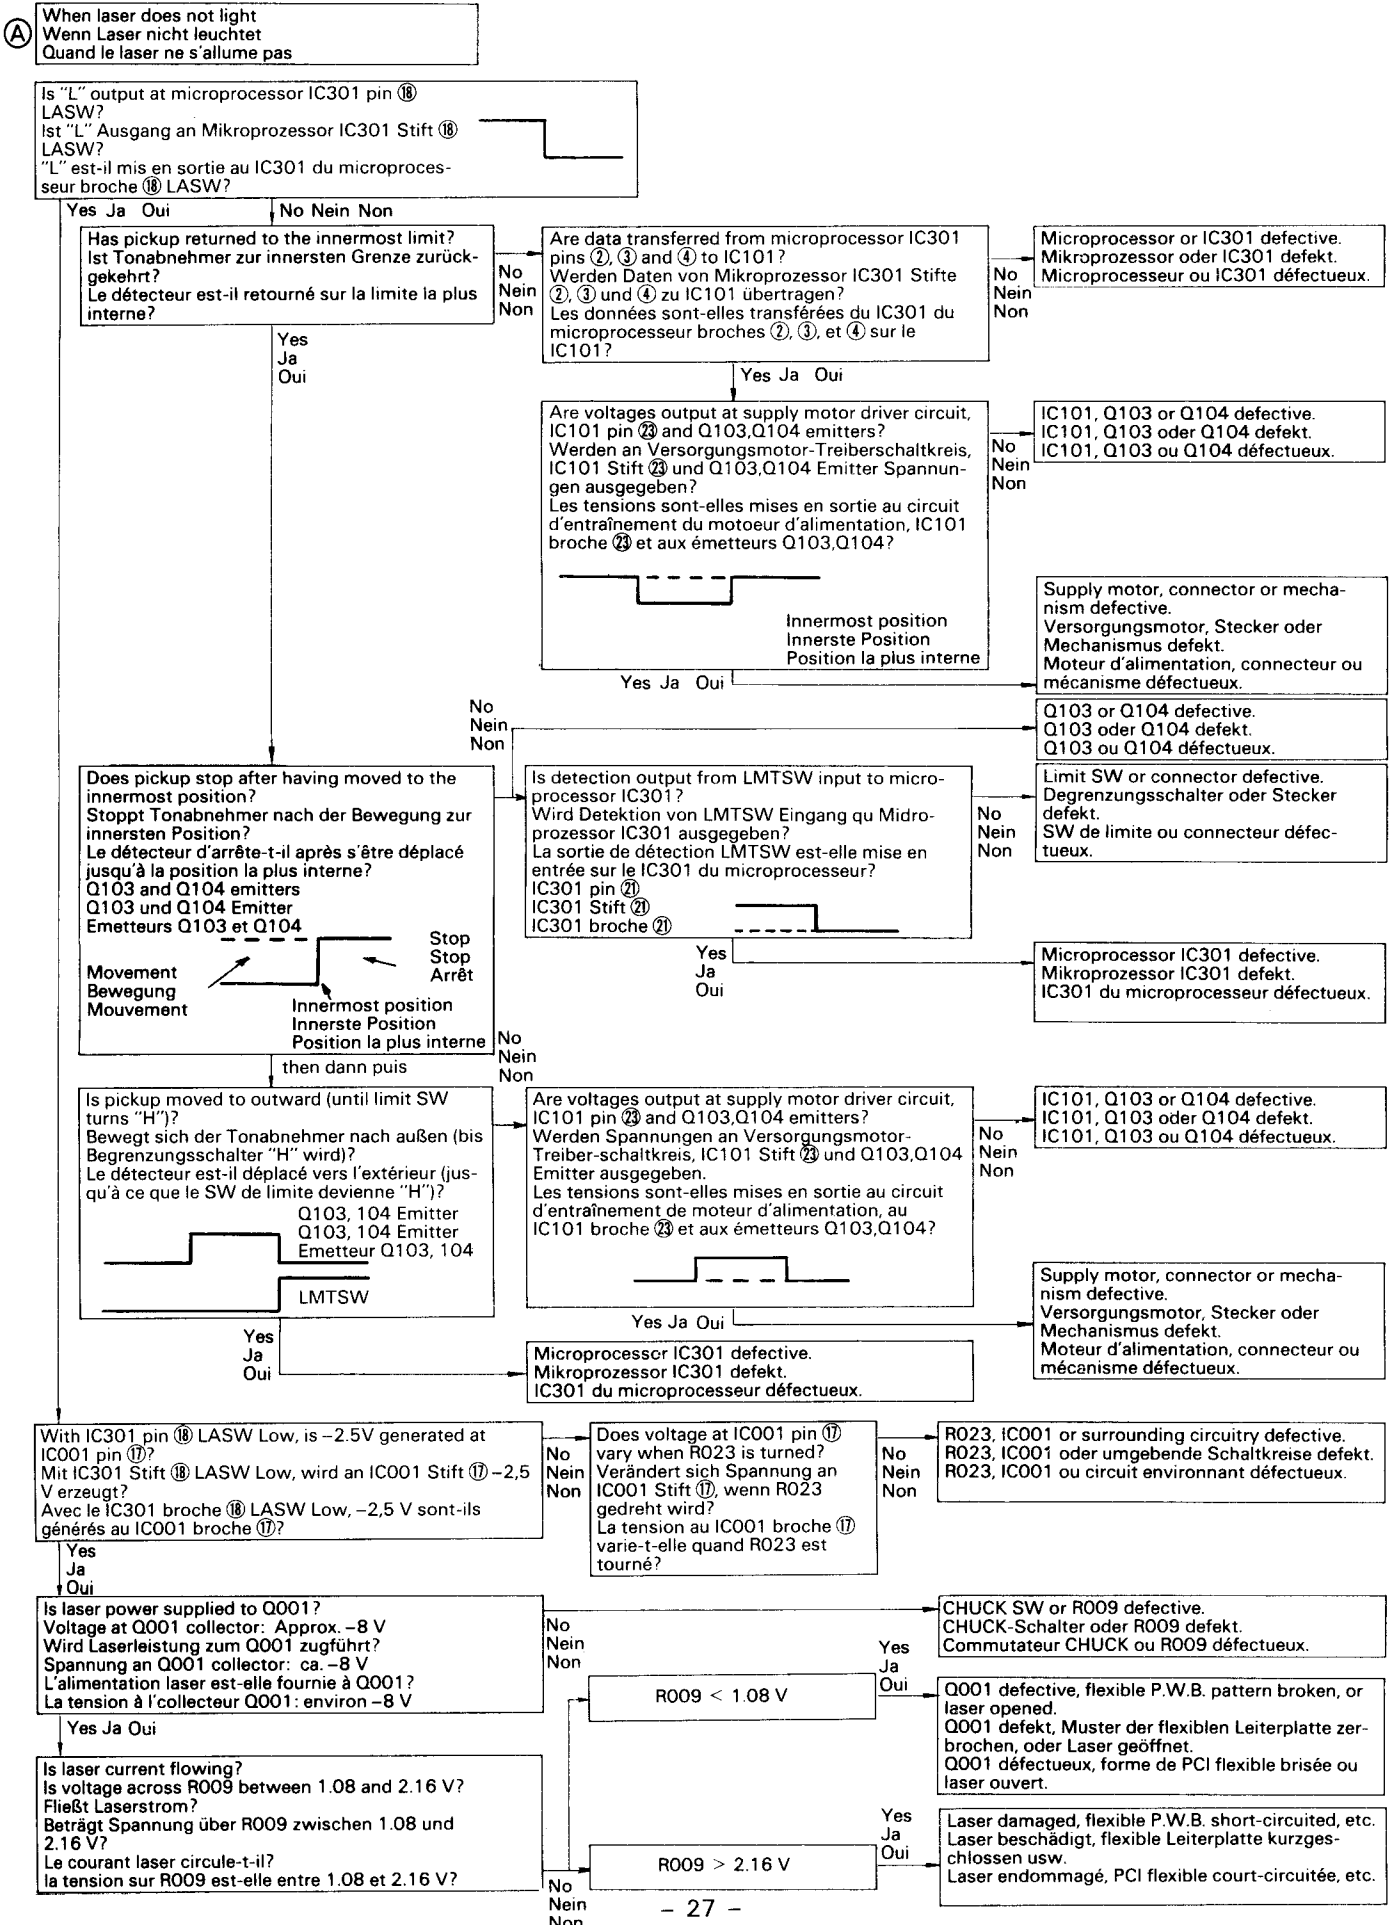 When laser does not light
Ⓐ Wenn Laser nicht leuchtet
Quand le laser ne s'allume pas
Is "L" output at microprocessor IC301 pin ⑱
LASW?
Ist "L" Ausgang an Mikroprozessor IC301 Stift ⑱
LASW?
"L" est-il mis en sortie au IC301 du microproces-
seur broche ⑱ LASW?
Yes Ja Oui
No Nein Non
Has pickup returned to the innermost limit?
Ist Tonabnehmer zur innersten Grenze zurück-
gekehrt?
Le détecteur est-il retourné sur la limite la plus
interne?
No
Nein
Non
Are data transferred from microprocessor IC301
pins ②, ③ and ④ to IC101?
Werden Daten von Mikroprozessor IC301 Stifte
②, ③ und ④ zu IC101 übertragen?
Les données sont-elles transférées du IC301 du
microprocesseur broches ②, ③, et ④ sur le
IC101?
No
Nein
Non
Microprocessor or IC301 defective.
Mikroprozessor oder IC301 defekt.
Microprocesseur ou IC301 défectueux.
Yes
Ja
Oui
Yes Ja Oui
Are voltages output at supply motor driver circuit,
IC101 pin ㉓ and Q103,Q104 emitters?
Werden an Versorgungsmotor-Treiberschaltkreis,
IC101 Stift ㉓ und Q103,Q104 Emitter Spannun-
gen ausgegeben?
Les tensions sont-elles mises en sortie au circuit
d'entraînement du motoeur d'alimentation, IC101
broche ㉓ et aux émetteurs Q103,Q104?
Innermost position
Innerste Position
Position la plus interne
No
Nein
Non
IC101, Q103 or Q104 defective.
IC101, Q103 oder Q104 defekt.
IC101, Q103 ou Q104 défectueux.
Yes Ja Oui
Supply motor, connector or mecha-
nism defective.
Versorgungsmotor, Stecker oder
Mechanismus defekt.
Moteur d'alimentation, connecteur ou
mécanisme défectueux.
No
Nein
Non
Q103 or Q104 defective.
Q103 oder Q104 defekt.
Q103 ou Q104 défectueux.
Does pickup stop after having moved to the
innermost position?
Stoppt Tonabnehmer nach der Bewegung zur
innersten Position?
Le détecteur d'arrête-t-il après s'être déplacé
jusqu'à la position la plus interne?
Q103 and Q104 emitters
Q103 und Q104 Emitter
Emetteurs Q103 et Q104
Stop
Stop
Arrêt
Movement
Bewegung
Mouvement
Innermost position
Innerste Position
Position la plus interne
Is detection output from LMTSW input to micro-
processor IC301?
Wird Detektion von LMTSW Eingang qu Midro-
prozessor IC301 ausgegeben?
La sortie de détection LMTSW est-elle mise en
entrée sur le IC301 du microprocesseur?
IC301 pin ㉑
IC301 Stift ㉑
IC301 broche ㉑
No
Nein
Non
Limit SW or connector defective.
Degrenzungsschalter oder Stecker
defekt.
SW de limite ou connecteur défec-
tueux.
Yes
Ja
Oui
Microprocessor IC301 defective.
Mikroprozessor IC301 defekt.
IC301 du microprocesseur défectueux.
then dann puis
No
Nein
Non
Is pickup moved to outward (until limit SW
turns "H")?
Bewegt sich der Tonabnehmer nach außen (bis
Begrenzungsschalter "H" wird)?
Le détecteur est-il déplacé vers l'extérieur (jus-
qu'à ce que le SW de limite devienne "H")?
Q103, 104 Emitter
Q103, 104 Emitter
Emetteur Q103, 104
LMTSW
Are voltages output at supply motor driver circuit,
IC101 pin ㉓ and Q103,Q104 emitters?
Werden Spannungen an Versorgungsmotor-
Treiber-schaltkreis, IC101 Stift ㉓ und Q103,Q104
Emitter ausgegeben.
Les tensions sont-elles mises en sortie au circuit
d'entraînement de moteur d'alimentation, au
IC101 broche ㉓ et aux émetteurs Q103,Q104?
No
Nein
Non
IC101, Q103 or Q104 defective.
IC101, Q103 oder Q104 defekt.
IC101, Q103 ou Q104 défectueux.
Yes Ja Oui
Supply motor, connector or mecha-
nism defective.
Versorgungsmotor, Stecker oder
Mechanismus defekt.
Moteur d'alimentation, connecteur ou
mécanisme défectueux.
Yes
Ja
Oui
Microprocessor IC301 defective.
Mikroprozessor IC301 defekt.
IC301 du microprocesseur défectueux.
With IC301 pin ⑱ LASW Low, is –2.5V generated at
IC001 pin ⑰?
Mit IC301 Stift ⑱ LASW Low, wird an IC001 Stift ⑰ –2,5
V erzeugt?
Avec le IC301 broche ⑱ LASW Low, –2,5 V sont-ils
générés au IC001 broche ⑰?
No
Nein
Non
Does voltage at IC001 pin ⑰
vary when R023 is turned?
Verändert sich Spannung an
IC001 Stift ⑰, wenn R023
gedreht wird?
La tension au IC001 broche ⑰
varie-t-elle quand R023 est
tourné?
No
Nein
Non
R023, IC001 or surrounding circuitry defective.
R023, IC001 oder umgebende Schaltkreise defekt.
R023, IC001 ou circuit environnant défectueux.
Yes
Ja
Oui
Is laser power supplied to Q001?
Voltage at Q001 collector: Approx. –8 V
Wird Laserleistung zum Q001 zugführt?
Spannung an Q001 collector: ca. –8 V
L'alimentation laser est-elle fournie à Q001?
La tension à l'collecteur Q001: environ –8 V
No
Nein
Non
CHUCK SW or R009 defective.
CHUCK-Schalter oder R009 defekt.
Commutateur CHUCK ou R009 défectueux.
Yes Ja Oui
R009 < 1.08 V
Yes
Ja
Oui
Q001 defective, flexible P.W.B. pattern broken, or
laser opened.
Q001 defekt, Muster der flexiblen Leiterplatte zer-
brochen, oder Laser geöffnet.
Q001 défectueux, forme de PCI flexible brisée ou
laser ouvert.
Is laser current flowing?
Is voltage across R009 between 1.08 and 2.16 V?
Fließt Laserstrom?
Beträgt Spannung über R009 zwischen 1.08 und
2.16 V?
Le courant laser circule-t-il?
la tension sur R009 est-elle entre 1.08 et 2.16 V?
No
Nein
Non
R009 > 2.16 V
Yes
Ja
Oui
Laser damaged, flexible P.W.B. short-circuited, etc.
Laser beschädigt, flexible Leiterplatte kurzges-
chlossen usw.
Laser endommagé, PCI flexible court-circuitée, etc.
– 27 –